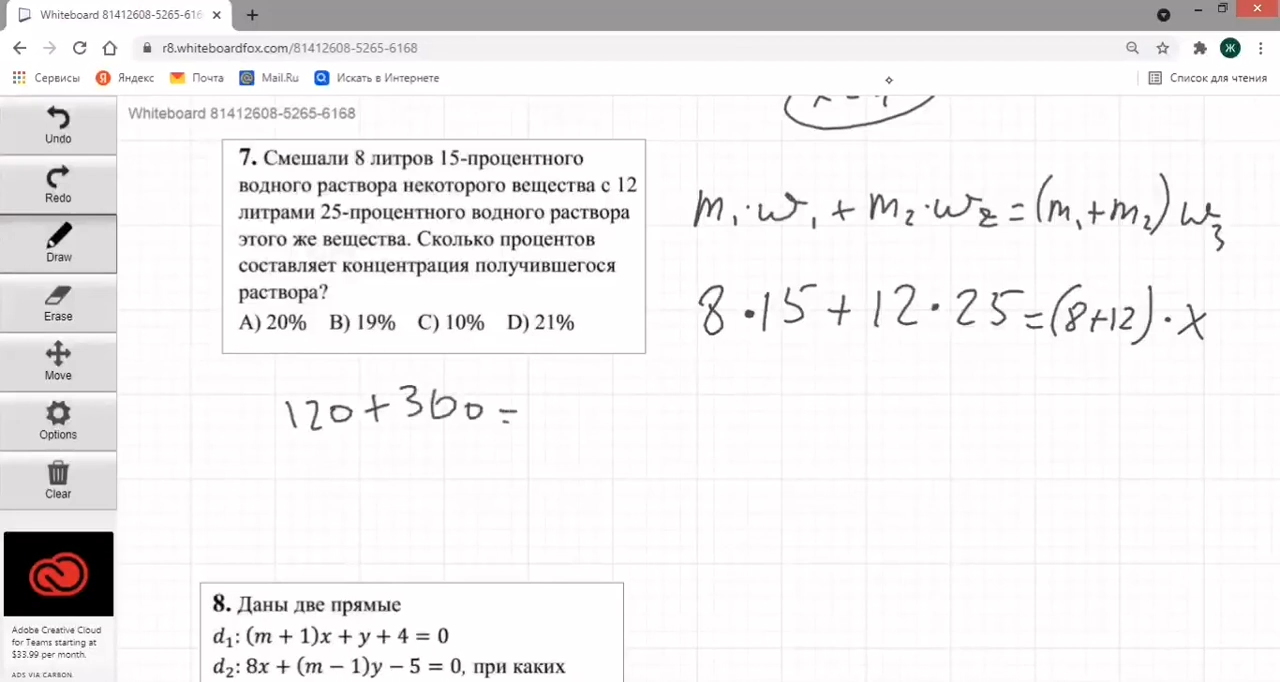 Whiteboard 81412608-5265-616
r8.whiteboardfox.com/81412608-5265-6168
Ж
Сервисы Яндекс Почта Mail.Ru Искать в Интернете Список для чтения
Whiteboard 81412608-5265-6168
Undo
Redo
Draw
Erase
Move
Options
Clear
Adobe Creative Cloud
for Teams starting at
$33.99 per month.
ADS VIA CARBON
7. Смешали 8 литров 15-процентного
водного раствора некоторого вещества с 12
литрами 25-процентного водного раствора
этого же вещества. Сколько процентов
составляет концентрация получившегося
раствора?
A) 20% B) 19% C) 10% D) 21%
m₁·w₁ + m₂·w₂ = (m₁+m₂) w₃
8·15 + 12·25 = (8+12)·x
120 + 300 =
8. Даны две прямые
d₁: (m + 1)x + y + 4 = 0
d₂: 8x + (m − 1)y − 5 = 0, при каких